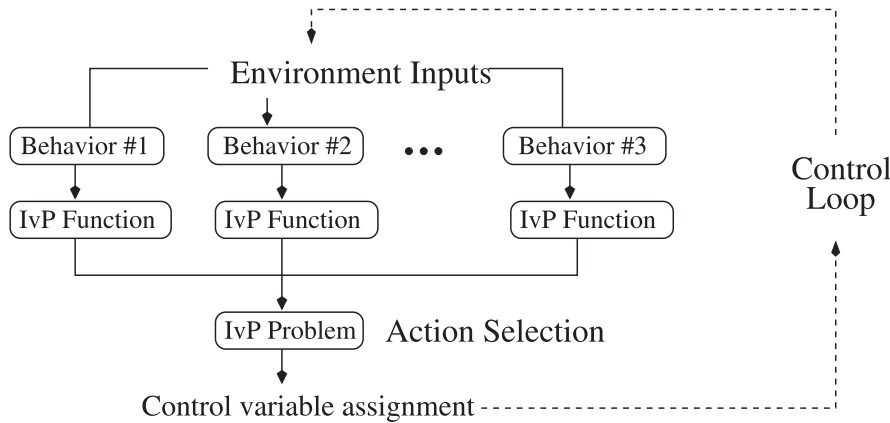 Environment Inputs
Behavior #1
Behavior #2
•••
Behavior #3
IvP Function
IvP Function
IvP Function
Control
Loop
IvP Problem
Action Selection
Control variable assignment